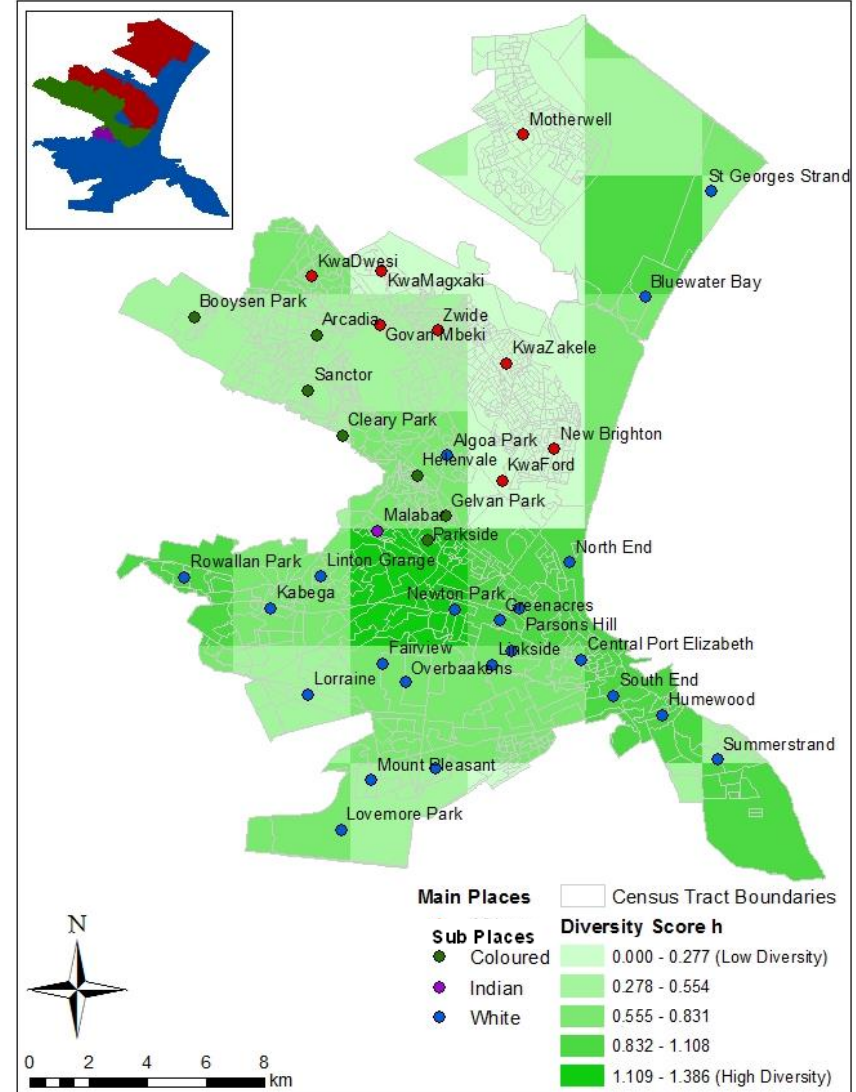 Motherwell
St Georges Strand
KwaDwesi
KwaMagxaki
Bluewater Bay
Booysen Park
Arcadia
Zwide
Govan Mbeki
KwaZakele
Sanctor
Cleary Park
Algoa Park
New Brighton
Helenvale
KwaFord
Gelvan Park
Malabar
Parkside
North End
Rowallan Park
Linton Grange
Kabega
Newton Park
Greenacres
Parsons Hill
Fairview
Linkside
Central Port Elizabeth
Overbaakens
Lorraine
South End
Humewood
Summerstrand
Mount Pleasant
Lovemore Park
Main Places
Census Tract Boundaries
Sub Places
Diversity Score h
Coloured
0.000 - 0.277 (Low Diversity)
Indian
0.278 - 0.554
White
0.555 - 0.831
0.832 - 1.108
1.109 - 1.386 (High Diversity)
N
0 2 4 6 8
km